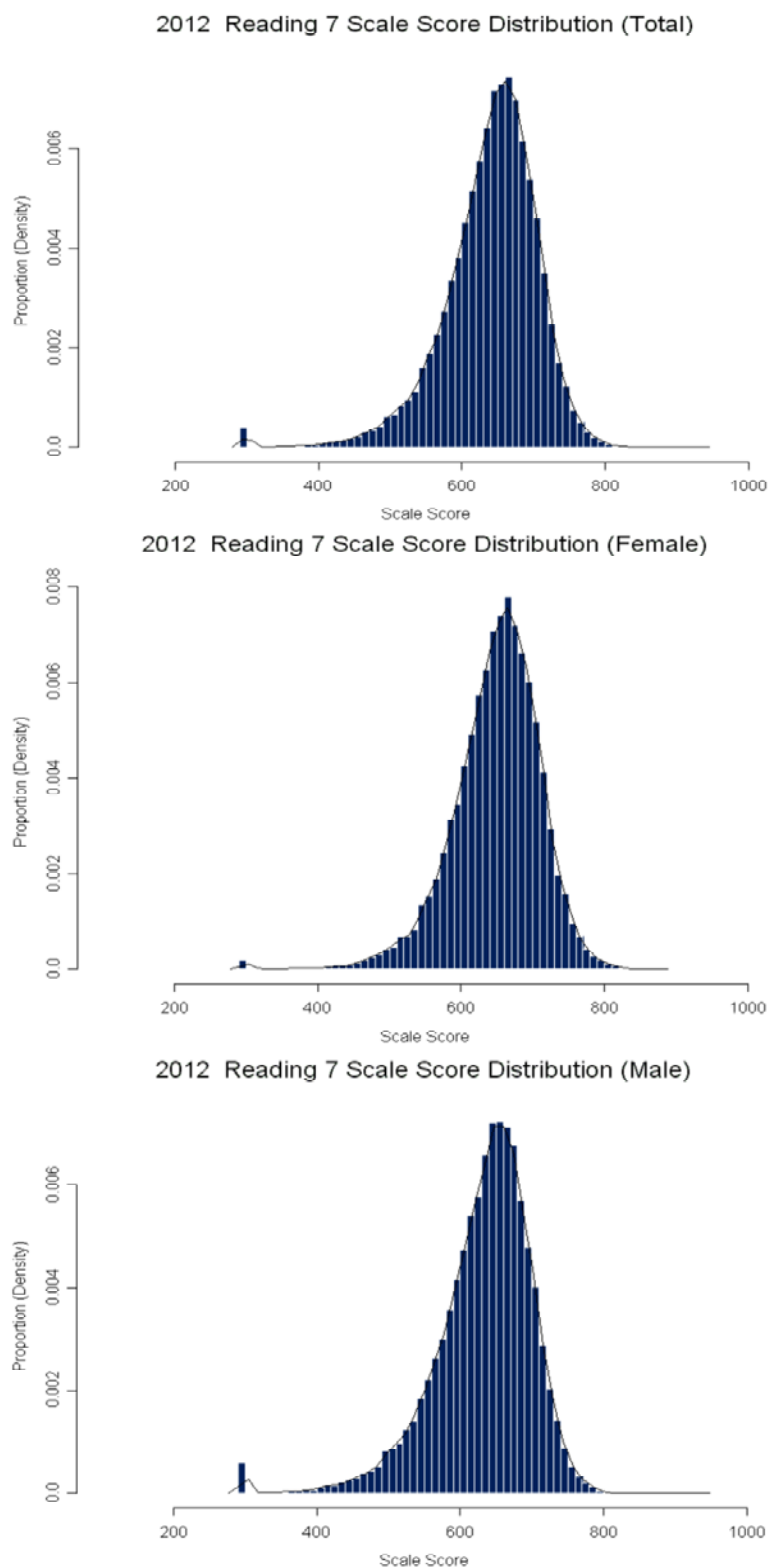 2012 Reading 7 Scale Score Distribution (Total)
Proportion (Density)
0.006
0.004
0.002
0.0
200 400 600 800 1000
Scale Score
2012 Reading 7 Scale Score Distribution (Female)
Proportion (Density)
0.008
0.006
0.004
0.002
0.0
200 400 600 800 1000
Scale Score
2012 Reading 7 Scale Score Distribution (Male)
Proportion (Density)
0.006
0.004
0.002
0.0
200 400 600 800 1000
Scale Score